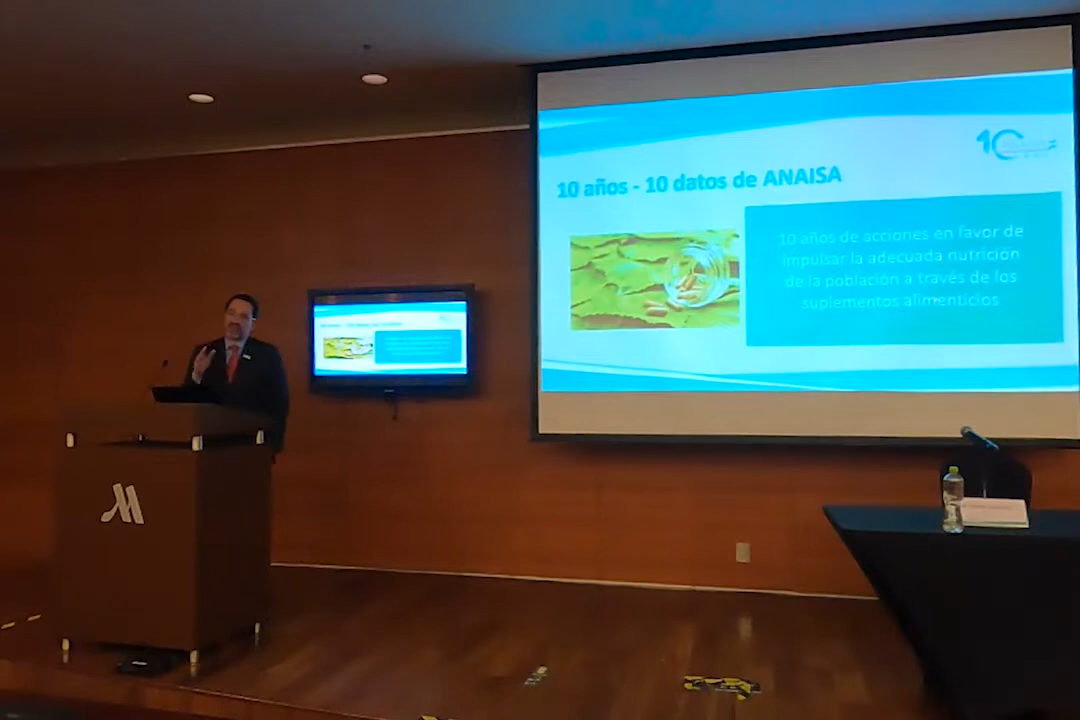 10 años - 10 datos de ANAISA
10
10 años de acciones en favor de
impulsar la adecuada nutrición
de la población a través de los
suplementos alimenticios
M